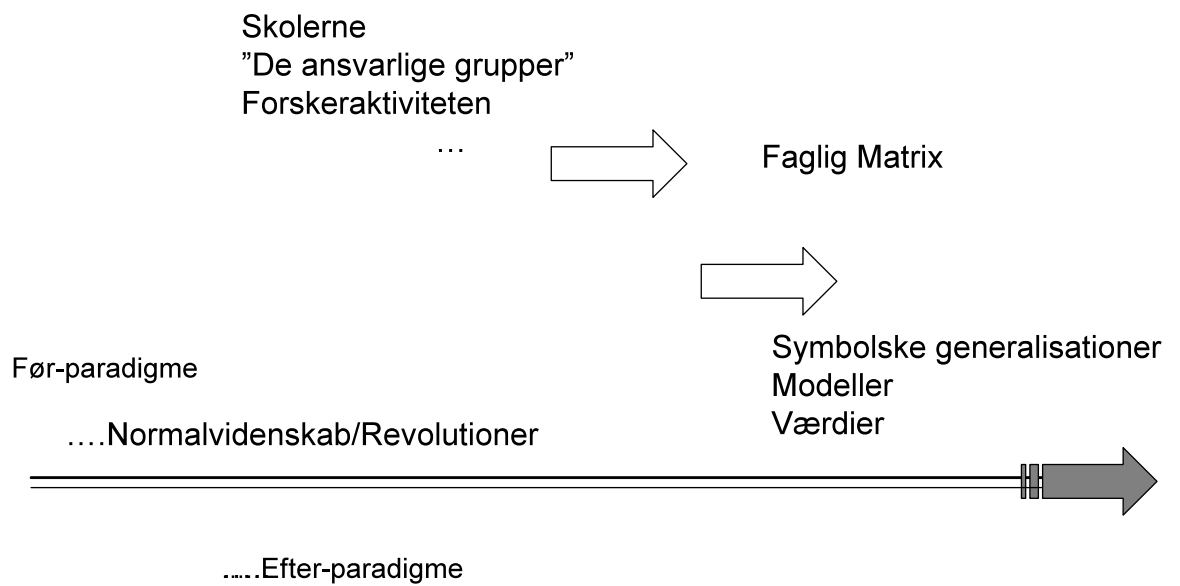 Skolerne
”De ansvarlige grupper”
Forskeraktiviteten
…
Faglig Matrix
Symbolske generalisationer
Modeller
Værdier
Før-paradigme
….Normalvidenskab/Revolutioner
……Efter-paradigme